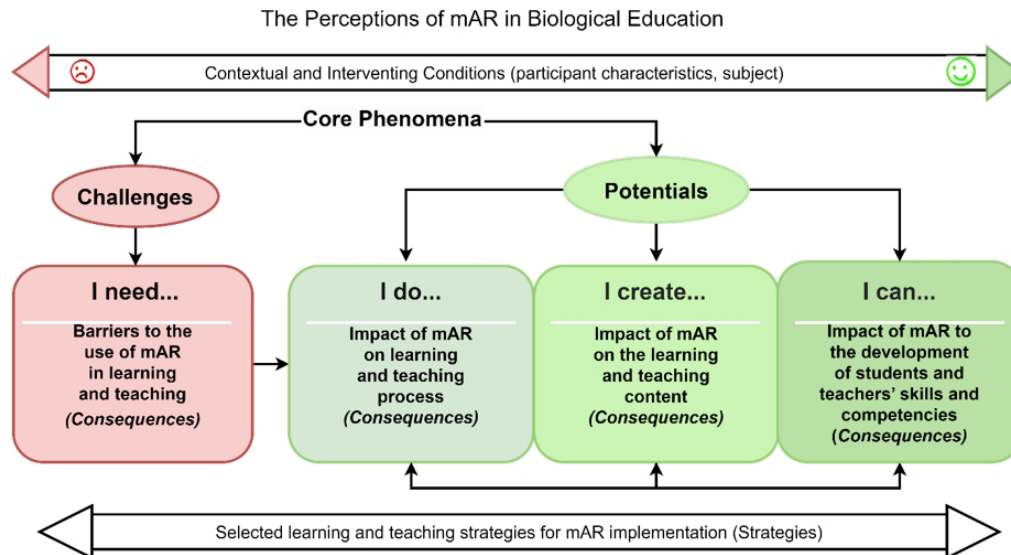 The Perceptions of mAR in Biological Education
Contextual and Interventing Conditions (participant characteristics, subject)
Core Phenomena
Challenges
Potentials
I need...
Barriers to the
use of mAR
in learning
and teaching
(Consequences)
I do...
Impact of mAR
on learning
and teaching
process
(Consequences)
I create...
Impact of mAR
on the learning
and teaching
content
(Consequences)
I can...
Impact of mAR to
the development
of students and
teachers' skills and
competencies
(Consequences)
Selected learning and teaching strategies for mAR implementation (Strategies)